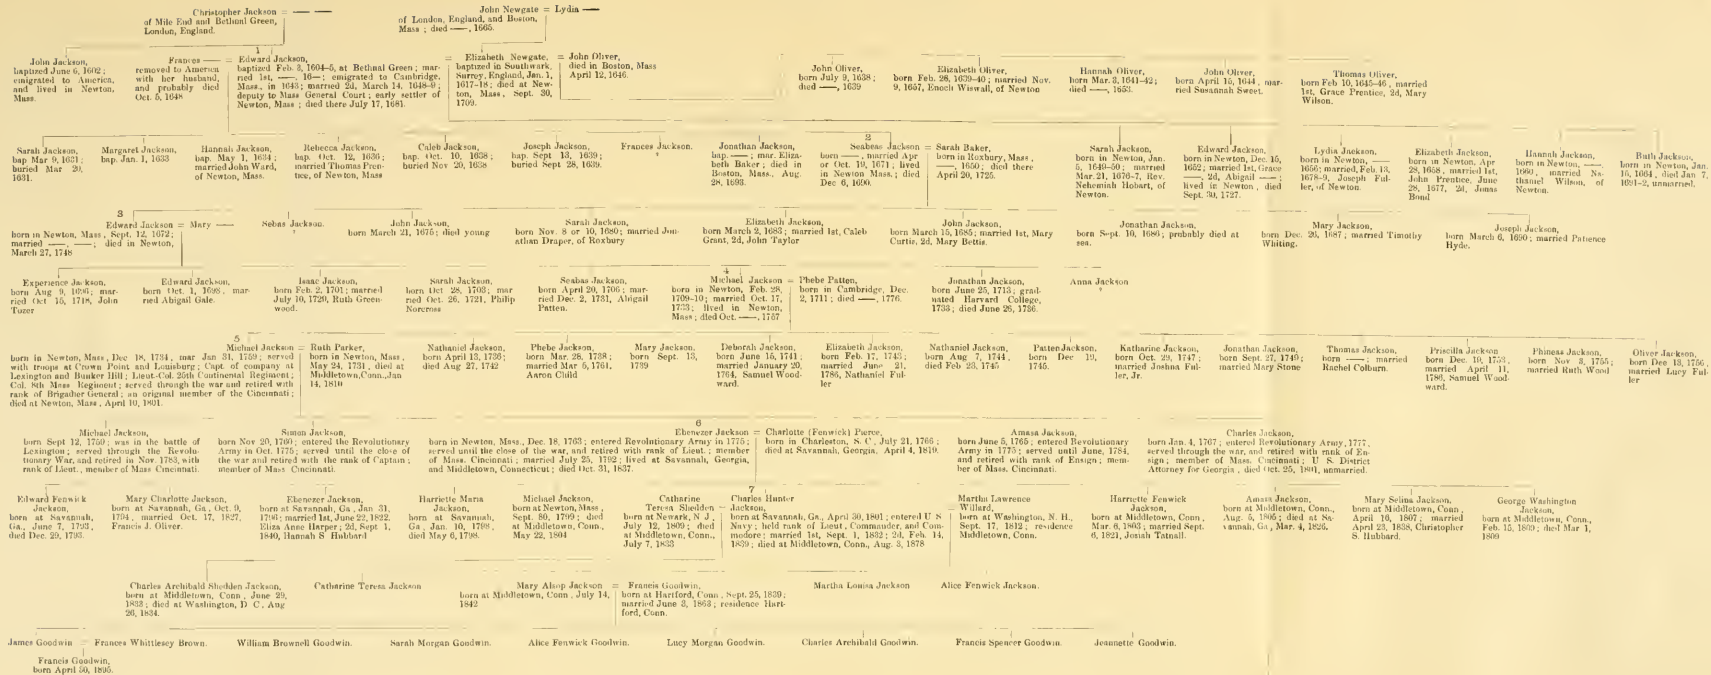 Christopher Jackson = — —
of Mile End and Bethnal Green,
London, England.
John Newgate = Lydia —
of London, England, and Boston,
Mass ; died —, 1665.
John Jackson,
baptized June 6, 1602 ;
emigrated to America,
and lived in Newton,
Mass.
Frances —
removed to America
with her husband,
and probably died
Oct. 5, 1648
=
1
Edward Jackson,
baptized Feb. 3, 1604-5, at Bethnal Green ; mar-
ried 1st, —. 16— ; emigrated to Cambridge,
Mass., in 1643 ; married 2d, March 14, 1648-9 ;
deputy to Mass General Court ; early settler of
Newton, Mass ; died there July 17, 1681.
=
Elizabeth Newgate,
baptized in Southwark,
Surrey, England, Jan. 1,
1617-18 ; died at New-
ton, Mass, Sept. 30,
1709.
= John Oliver,
died in Boston, Mass
April 12, 1646.
John Oliver,
born July 9, 1638 ;
died —, 1639
Elizabeth Oliver,
born Feb. 28, 1639-40 ; married Nov.
9, 1657, Enoch Wiswall, of Newton
Hannah Oliver,
born Mar. 3, 1641-42 ;
died —, 1653.
John Oliver,
born April 15, 1644, mar-
ried Susannah Sweet.
Thomas Oliver,
born Feb 10, 1645-46, married
1st, Grace Prentice, 2d, Mary
Wilson.
Sarah Jackson,
bap Mar 9, 1631 ;
buried Mar 20,
1631.
Margaret Jackson,
bap. Jan. 1, 1633
Hannah Jackson,
bap. May 1, 1634 ;
married John Ward,
of Newton, Mass.
Rebecca Jackson,
bap. Oct. 12, 1636 ;
married Thomas Pren-
tice, of Newton, Mass
Caleb Jackson,
bap. Oct. 10, 1638 ;
buried Nov 20, 1638
Joseph Jackson,
bap. Sept 13, 1639 ;
buried Sept 28, 1639.
Frances Jackson.
Jonathan Jackson,
bap. — ; mar. Eliza-
beth Baker ; died in
Boston, Mass., Aug.
28, 1693.
2
Seabeas Jackson
born —, married Apr
or Oct. 19, 1671 ; lived
in Newton Mass. ; died
Dec 6, 1690.
= Sarah Baker,
born in Roxbury, Mass,
—, 1650 ; died there
April 20, 1725.
Sarah Jackson,
born in Newton, Jan.
5, 1649-50 ; married
Mar. 21, 1676-7, Rev.
Nehemiah Hobart, of
Newton.
Edward Jackson,
born in Newton, Dec. 15,
1652 ; married 1st, Grace
—, 2d, Abigail — ;
lived in Newton, died
Sept. 30, 1727.
Lydia Jackson,
born in Newton, —
1656; married, Feb. 13,
1678-9, Joseph Ful-
ler, of Newton.
Elizabeth Jackson,
born in Newton, Apr
28, 1658, married 1st,
John Prentice, June
28, 1677, 2d, Jonas
Bond
Hannah Jackson,
born in Newton, —.
1660, married Na-
thaniel Wilson, of
Newton.
Ruth Jackson,
born in Newton, Jan.
15, 1664, died Jan 7,
1691-2, unmarried.
3
Edward Jackson = Mary —
born in Newton, Mass, Sept. 12, 1672 ;
married —, — ; died in Newton,
March 27, 1748
Sebas Jackson.
John Jackson,
born March 21, 1675 ; died young
Sarah Jackson,
born Nov. 8 or 10, 1680 ; married Jon-
athan Draper, of Roxbury
Elizabeth Jackson,
born March 2, 1683 ; married 1st, Caleb
Grant, 2d, John Taylor
John Jackson,
born March 15, 1685 ; married 1st, Mary
Curtis, 2d, Mary Bettis.
Jonathan Jackson,
born Sept. 10, 1686 ; probably died at
sea.
Mary Jackson,
born Dec. 26, 1687 ; married Timothy
Whiting.
Joseph Jackson,
born March 6, 1690 ; married Patience
Hyde.
Experience Jackson,
born Aug 9, 1696 ; mar-
ried Oct 15, 1718, John
Tuzer
Edward Jackson,
born Oct. 1, 1698, mar-
ried Abigail Gale.
Isaac Jackson,
born Feb. 2, 1701 ; married
July 10, 1729, Ruth Green-
wood.
Sarah Jackson,
born Oct 28, 1703 ; mar
ried Oct. 26, 1721, Philip
Norcross
Seabas Jackson,
born April 20, 1706 ; mar-
ried Dec. 2, 1731, Abigail
Patten.
4
Michael Jackson
born in Newton, Feb. 28,
1709-10 ; married Oct. 17,
1733 ; lived in Newton,
Mass ; died Oct. —, 1757
= Phebe Patten,
born in Cambridge, Dec.
2, 1711 ; died —, 1776.
Jonathan Jackson,
born June 25, 1713 ; grad-
uated Harvard College,
1733 ; died June 26, 1736.
Anna Jackson
5
Michael Jackson
born in Newton, Mass, Dec 18, 1734, mar Jan 31, 1759 ; served
with troops at Crown Point and Louisburg ; Capt. of company at
Lexington and Bunker Hill ; Lieut.-Col. 25th Continental Regiment ;
Col. 8th Mass Regiment ; served through the war and retired with
rank of Brigadier General ; an original member of the Cincinnati ;
died at Newton, Mass, April 10, 1801.
= Ruth Parker,
born in Newton, Mass,
May 24, 1731, died at
Middletown, Conn., Jan
14, 1810
Nathaniel Jackson,
born April 13, 1736 ;
died Aug 27, 1742
Phebe Jackson,
born Mar. 28, 1738 ;
married Mar 5, 1761,
Aaron Child
Mary Jackson,
born Sept. 13,
1739
Deborah Jackson,
born June 15, 1741 ;
married January 20,
1764, Samuel Wood-
ward.
Elizabeth Jackson,
born Feb. 17, 1743 ;
married June 21,
1786, Nathaniel Ful-
ler
Nathaniel Jackson,
born Aug 7, 1744,
died Feb 23, 1745
Patten Jackson,
born Dec 19,
1745.
Katharine Jackson,
born Oct. 29, 1747 ;
married Joshua Ful-
ler, Jr.
Jonathan Jackson,
born Sept. 27, 1749 ;
married Mary Stone
Thomas Jackson,
born — ; married
Rachel Colburn.
Priscilla Jackson
born Dec. 19, 1753,
married April 11,
1786, Samuel Wood-
ward.
Phineas Jackson,
born Nov 3, 1755 ;
married Ruth Wood
Oliver Jackson,
born Dec 13, 1756,
married Lucy Ful-
ler
Michael Jackson,
born Sept 12, 1759 ; was in the battle of
Lexington ; served through the Revolu-
tionary War, and retired in Nov. 1783, with
rank of Lieut., member of Mass Cincinnati.
Simon Jackson,
born Nov 20, 1760 ; entered the Revolutionary
Army in Oct. 1775 ; served until the close of
the war and retired with the rank of Captain ;
member of Mass Cincinnati.
6
Ebenezer Jackson
born in Newton, Mass., Dec. 18, 1763 ; entered Revolutionary Army in 1775 ;
served until the close of the war, and retired with rank of Lieut. ; member
of Mass. Cincinnati ; married July 25, 1792 ; lived at Savannah, Georgia,
and Middletown, Connecticut ; died Oct. 31, 1837.
= Charlotte (Fenwick) Pierce,
born in Charleston, S. C, July 21, 1766 ;
died at Savannah, Georgia, April 4, 1819.
Amasa Jackson,
born June 5, 1765 ; entered Revolutionary
Army in 1775 ; served until June, 1784,
and retired with rank of Ensign ; mem-
ber of Mass. Cincinnati.
Charles Jackson,
born Jan. 4, 1767 ; entered Revolutionary Army, 1777,
served through the war, and retired with rank of En-
sign ; member of Mass. Cincinnati ; U S. District
Attorney for Georgia, died Oct. 25, 1801, unmarried.
Edward Fenwick
Jackson,
born at Savannah,
Ga., June 7, 1793,
died Dec. 29, 1793.
Mary Charlotte Jackson,
born at Savannah, Ga, Oct. 9,
1794, married Oct. 17, 1827,
Francis J. Oliver.
Ebenezer Jackson,
born at Savannah, Ga, Jan 31,
1796; married 1st, June 22, 1822,
Eliza Anne Harper ; 2d, Sept 1,
1840, Hannah S Hubbard
Harriette Maria
Jackson,
born at Savannah,
Ga, Jan. 10, 1798,
died May 6, 1798.
Michael Jackson,
born at Newton, Mass,
Sept. 30, 1799 ; died
at Middletown, Conn.,
May 22, 1804
Catharine
Teresa Shedden
born at Newark, N J,
July 12, 1809 ; died
at Middletown, Conn.,
July 7, 1833
=
7
Charles Hunter
Jackson,
born at Savannah, Ga., April 30, 1801 ; entered U S
Navy ; held rank of Lieut, Commander, and Com-
modore ; married 1st, Sept. 1, 1832 ; 2d. Feb. 14,
1839 ; died at Middletown, Conn., Aug. 3, 1878
Martha Lawrence
= Willard,
born at Washington, N. H.,
Sept. 17, 1812 ; residence
Middletown, Conn.
Harriette Fenwick
Jackson,
born at Middletown, Conn,
Mar. 6, 1803 ; married Sept.
6, 1821, Josiah Tatnall.
Amasa Jackson,
born at Middletown, Conn.,
Aug. 5, 1805 ; died at Sa-
vannah, Ga, Mar. 4, 1826.
Mary Selina Jackson,
born at Middletown, Conn,
April 16, 1807 ; married
April 23, 1838, Christopher
S. Hubbard.
George Washington
Jackson,
born at Middletown, Conn.,
Feb. 15, 1809 ; died Mar 1,
1809
Charles Archibald Shedden Jackson,
born at Middletown, Conn, June 29,
1833 ; died at Washington, D C, Aug
26, 1834.
Catharine Teresa Jackson
Mary Alsop Jackson
born at Middletown, Conn, July 14,
1842
= Francis Goodwin,
born at Hartford, Conn, Sept. 25, 1839 ;
married June 3, 1863 ; residence Hart-
ford, Conn.
Martha Louisa Jackson
Alice Fenwick Jackson.
James Goodwin = Frances Whittlesey Brown.
William Brownell Goodwin.
Sarah Morgan Goodwin.
Alice Fenwick Goodwin.
Lucy Morgan Goodwin.
Charles Archibald Goodwin.
Francis Spencer Goodwin.
Jeannette Goodwin.
Francis Goodwin,
born April 30, 1895.